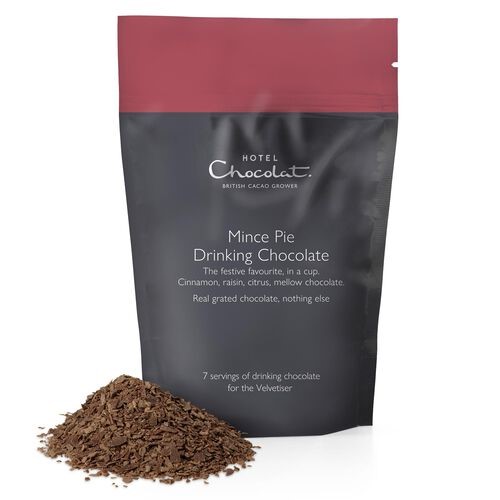 HOTEL
Chocolat.
BRITISH CACAO GROWER
Mince Pie
Drinking Chocolate
The festive favourite, in a cup.
Cinnamon, raisin, citrus, mellow chocolate.
Real grated chocolate, nothing else
7 servings of drinking chocolate
for the Velvetiser